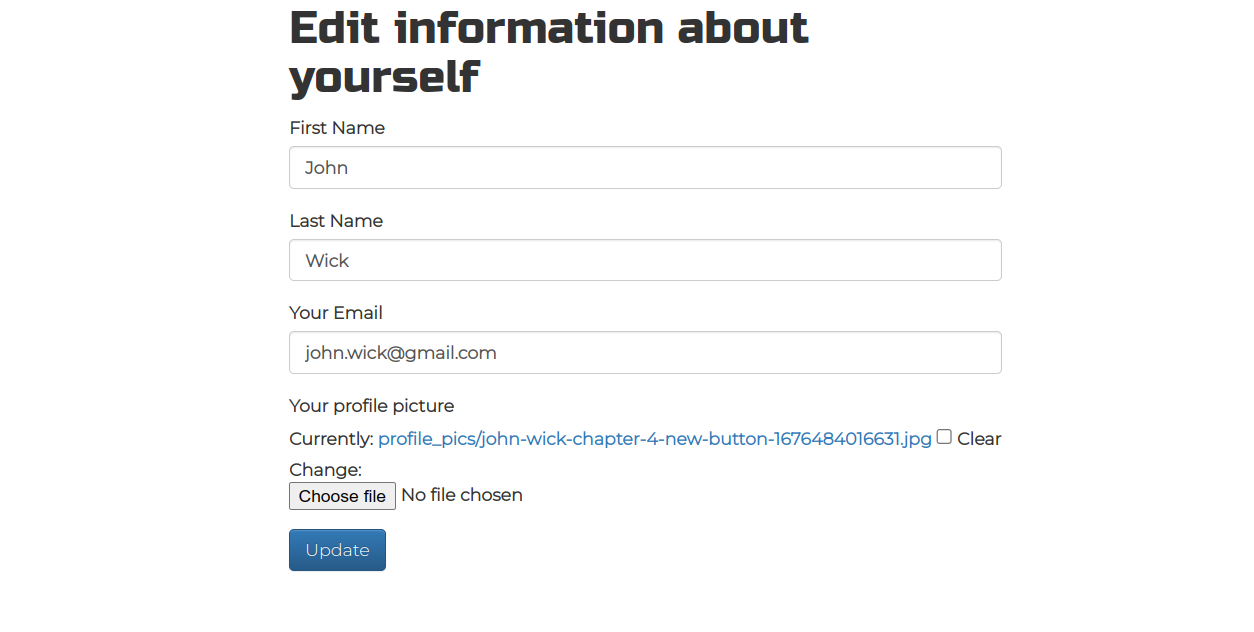 Edit information about
yourself
First Name
John
Last Name
Wick
Your Email
john.wick@gmail.com
Your profile picture
Currently: profile_pics/john-wick-chapter-4-new-button-1676484016631.jpg Clear
Change:
Choose file No file chosen
Update